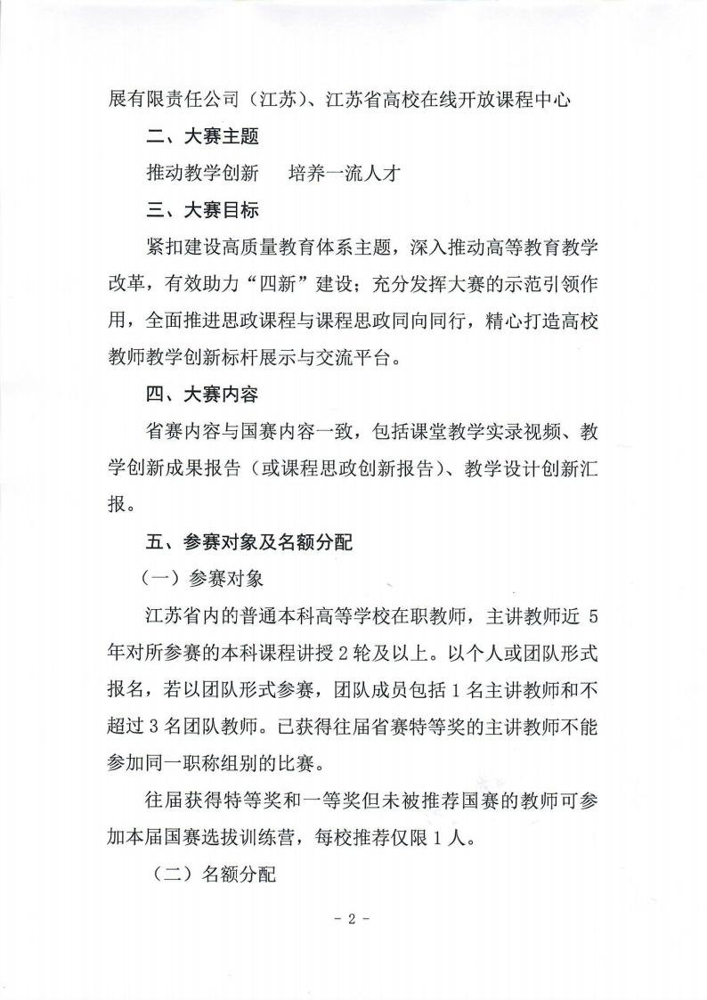 展有限责任公司（江苏）、江苏省高校在线开放课程中心
二、大赛主题
推动教学创新　培养一流人才
三、大赛目标
紧扣建设高质量教育体系主题，深入推动高等教育教学
改革，有效助力“四新”建设；充分发挥大赛的示范引领作
用，全面推进思政课程与课程思政同向同行，精心打造高校
教师教学创新标杆展示与交流平台。
四、大赛内容
省赛内容与国赛内容一致，包括课堂教学实录视频、教
学创新成果报告（或课程思政创新报告）、教学设计创新汇
报。
五、参赛对象及名额分配
（一）参赛对象
江苏省内的普通本科高等学校在职教师，主讲教师近 5
年对所参赛的本科课程讲授 2 轮及以上。以个人或团队形式
报名，若以团队形式参赛，团队成员包括 1 名主讲教师和不
超过 3 名团队教师。已获得往届省赛特等奖的主讲教师不能
参加同一职称组别的比赛。
往届获得特等奖和一等奖但未被推荐国赛的教师可参
加本届国赛选拔训练营，每校推荐仅限 1 人。
（二）名额分配
- 2 -